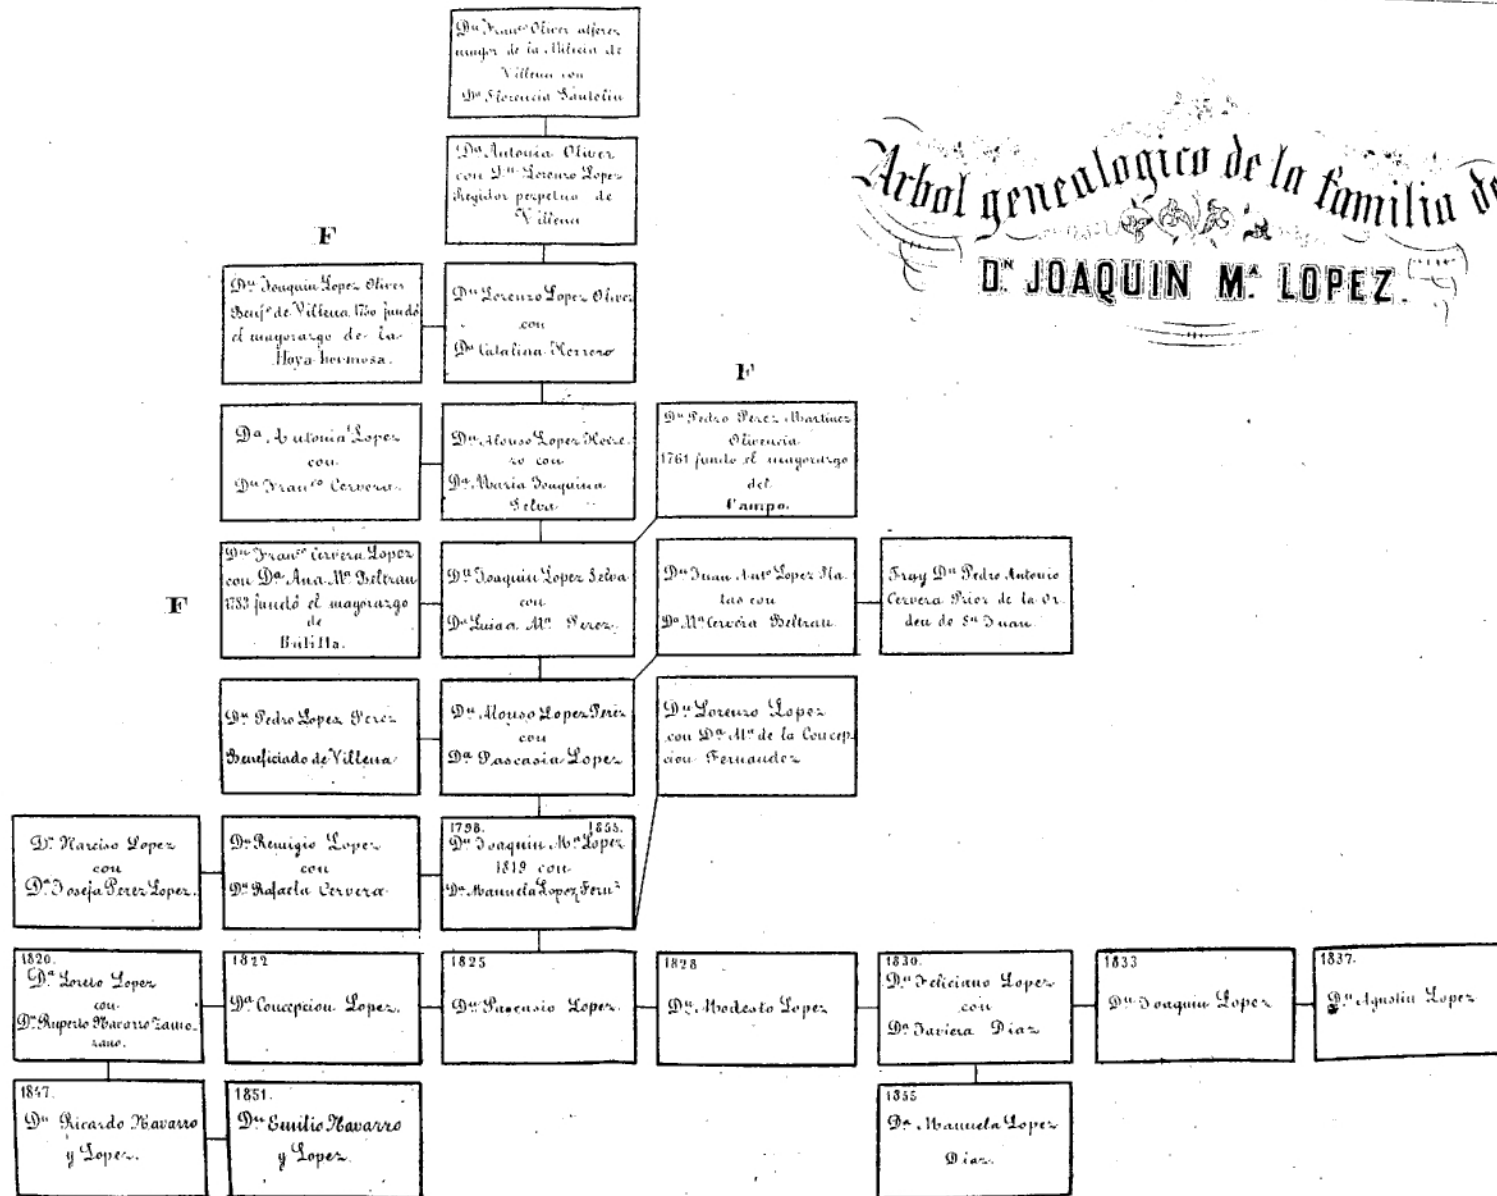 Arbol genealogico de la familia de
Dn. JOAQUIN Ma. LOPEZ.
Dn Franco Oliver alferez
mayor de la Milicia de
Villena con
Da Florencia Santolin
Da Antonia Oliver
con Dn Lorenzo Lopez
Regidor perpetuo de
Villena
F
Dn Joaquin Lopez Oliver
Benfo de Villena 1750 fundó
el mayorazgo de la
Hoya hermosa.
Dn Lorenzo Lopez Oliver
con
Da Catalina Herrero
F
Da Antonia Lopez
con
Dn Franco Cervera.
Dn Alonso Lopez Herre-
ro con
Da Maria Joaquina
Selva
Dn Pedro Perez Martinez
Olivencia
1761 fundo el mayorazgo
del
Campo.
F
Dn Franco Cervera Lopez
con Da Ana Ma Beltran
1783 fundó el mayorazgo
de
Bulilla.
Dn Joaquin Lopez Selva
con
Da Luisa Ma Perez.
Dn Juan Anto Lopez Pla-
tas con
Da Ma Cervera Beltran.
Fray Dn Pedro Antonio
Cervera Prior de la Or-
den de Sn Juan.
Dn Pedro Lopez Perez
Beneficiado de Villena
Dn Alonso Lopez Perez
con
Da Pascasia Lopez
Dn Lorenzo Lopez
con Da Ma de la Concep-
cion Fernandez
Dn Narciso Lopez
con
Da Josefa Perez Lopez.
Dn Remigio Lopez
con
Da Rafaela Cervera
1798. 1855.
Dn Joaquin Ma Lopez
1819 con
Da Manuela Lopez Fernz
1820.
Da Loreto Lopez
con
Dn Ruperto Navarro Zamo-
rano.
1822
Da Concepcion Lopez.
1825
Dn Pascasio Lopez.
1828
Dn Modesto Lopez
1830.
Dn Feliciano Lopez
con
Da Javiera Diaz
1833
Dn Joaquin Lopez
1837.
Dn Agustin Lopez
1847.
Dn Ricardo Navarro
y Lopez.
1851.
Dn Emilio Navarro
y Lopez.
1855
Da Manuela Lopez
Diaz.